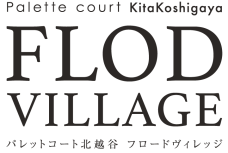 Palette court KitaKoshigaya
FLOD
VILLAGE
パレットコート北越谷 フロードヴィレッジ